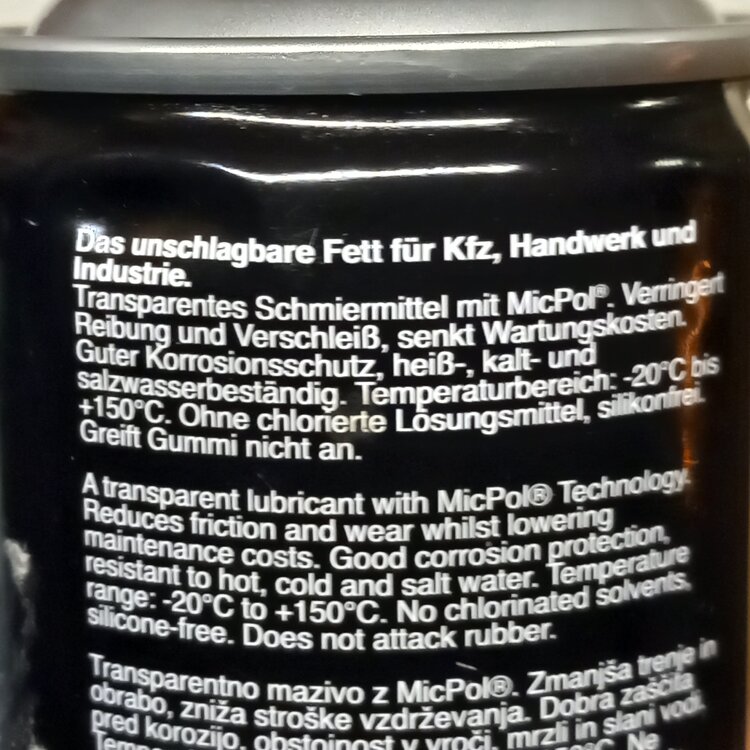 Das unschlagbare Fett für Kfz, Handwerk und
Industrie.
Transparentes Schmiermittel mit MicPol®. Verringert
Reibung und Verschleiß, senkt Wartungskosten.
Guter Korrosionsschutz, heiß-, kalt- und
salzwasserbeständig. Temperaturbereich: -20°C bis
+150°C. Ohne chlorierte Lösungsmittel, silikonfrei.
Greift Gummi nicht an.
A transparent lubricant with MicPol® Technology.
Reduces friction and wear whilst lowering
maintenance costs. Good corrosion protection,
resistant to hot, cold and salt water. Temperature
range: -20°C to +150°C. No chlorinated solvents,
silicone-free. Does not attack rubber.
Transparentno mazivo z MicPol®. Zmanjša trenje in
obrabo, zniža stroške vzdrževanja. Dobra zaščita
pred korozijo, obstojnost v vroči, mrzli in slani vodi.
Ne